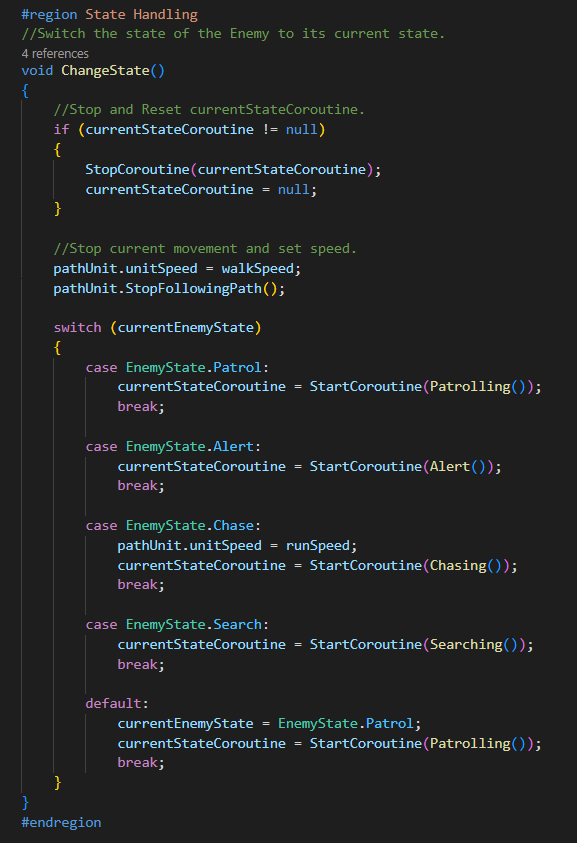 #region State Handling
//Switch the state of the Enemy to its current state.
4 references
void ChangeState()
{
    //Stop and Reset currentStateCoroutine.
    if (currentStateCoroutine != null)
    {
        StopCoroutine(currentStateCoroutine);
        currentStateCoroutine = null;
    }

    //Stop current movement and set speed.
    pathUnit.unitSpeed = walkSpeed;
    pathUnit.StopFollowingPath();

    switch (currentEnemyState)
    {
        case EnemyState.Patrol:
            currentStateCoroutine = StartCoroutine(Patrolling());
            break;

        case EnemyState.Alert:
            currentStateCoroutine = StartCoroutine(Alert());
            break;

        case EnemyState.Chase:
            pathUnit.unitSpeed = runSpeed;
            currentStateCoroutine = StartCoroutine(Chasing());
            break;

        case EnemyState.Search:
            currentStateCoroutine = StartCoroutine(Searching());
            break;

        default:
            currentEnemyState = EnemyState.Patrol;
            currentStateCoroutine = StartCoroutine(Patrolling());
            break;
    }
}
#endregion